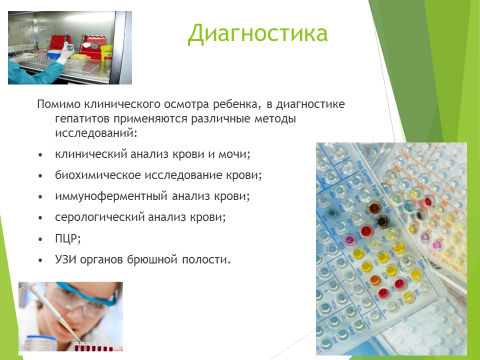 Диагностика
Помимо клинического осмотра ребенка, в диагностике
гепатитов применяются различные методы
исследований:
• клинический анализ крови и мочи;
• биохимическое исследование крови;
• иммуноферментный анализ крови;
• серологический анализ крови;
• ПЦР;
• УЗИ органов брюшной полости.